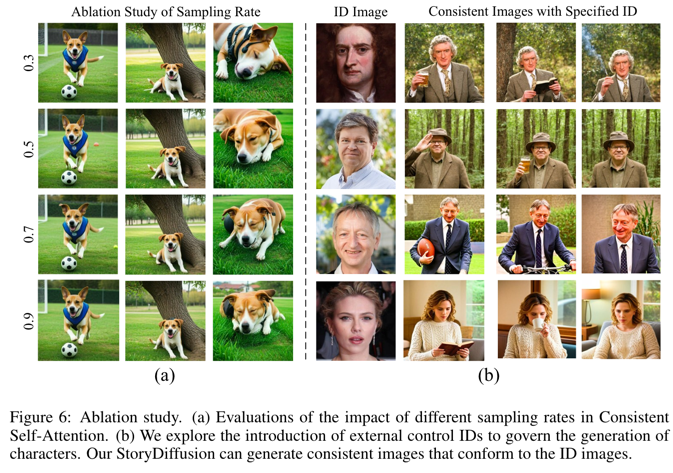 Ablation Study of Sampling Rate
ID Image
Consistent Images with Specified ID
0.3
0.5
0.7
0.9
(a)
(b)
Figure 6: Ablation study. (a) Evaluations of the impact of different sampling rates in Consistent
Self-Attention. (b) We explore the introduction of external control IDs to govern the generation of
characters. Our StoryDiffusion can generate consistent images that conform to the ID images.